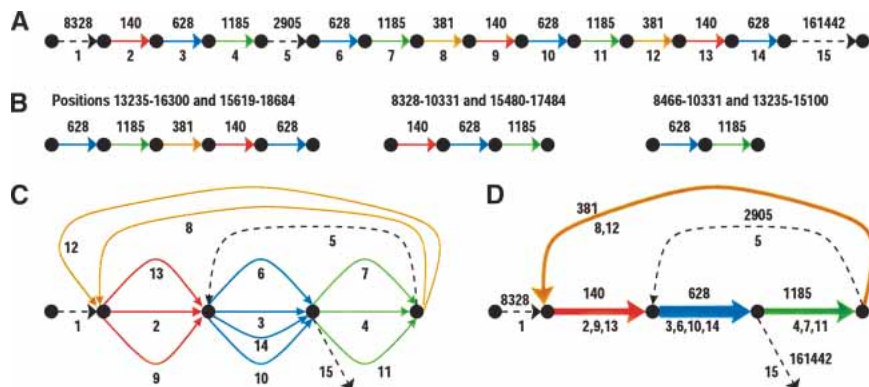 A
8328 140 628 1185 2905 628 1185 381 140 628 1185 381 140 628 161442
1 2 3 4 5 6 7 8 9 10 11 12 13 14 15
B
Positions 13235-16300 and 15619-18684 8328-10331 and 15480-17484 8466-10331 and 13235-15100
628 1185 381 140 628 140 628 1185 628 1185
C
8
12
5
13 6 7
1 2 3 4
14
9 10 15 11
D
381 2905
8,12 5
8328 140 628 1185
1 2,9,13 3,6,10,14 4,7,11
15 161442